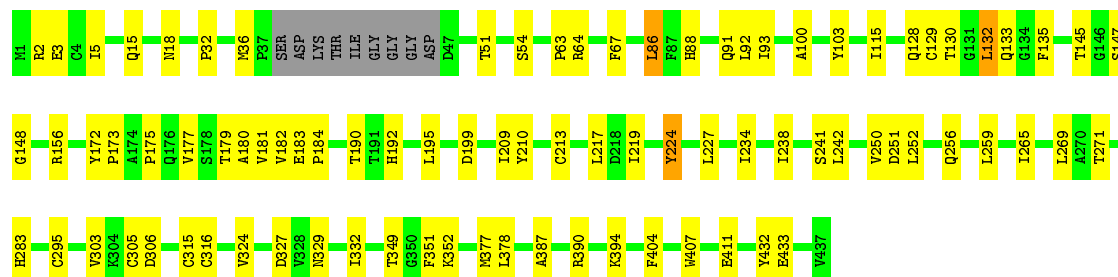 M1 R2 E3 C4 I5 Q15 N18 P32 M36 P37 SER ASP LYS THR ILE GLY GLY GLY ASP D47 T51 S54 P63 R64 F67 L86 F87 H88 Q91 L92 I93 A100 Y103 I115 Q128 C129 T130 G131 L132 Q133 G134 F135 T145 G146 S147
G148 R156 Y172 P173 A174 P175 Q176 V177 S178 T179 A180 V181 V182 E183 P184 T190 T191 H192 L195 D199 I209 Y210 C213 L217 D218 I219 Y224 L227 I234 I238 S241 L242 V250 D251 L252 Q256 L259 I265 L269 A270 T271
H283 C295 V303 K304 C305 D306 C315 C316 V324 D327 V328 N329 I332 T349 G350 F351 K352 M377 L378 A387 R390 K394 F404 W407 E411 Y432 E433 V437